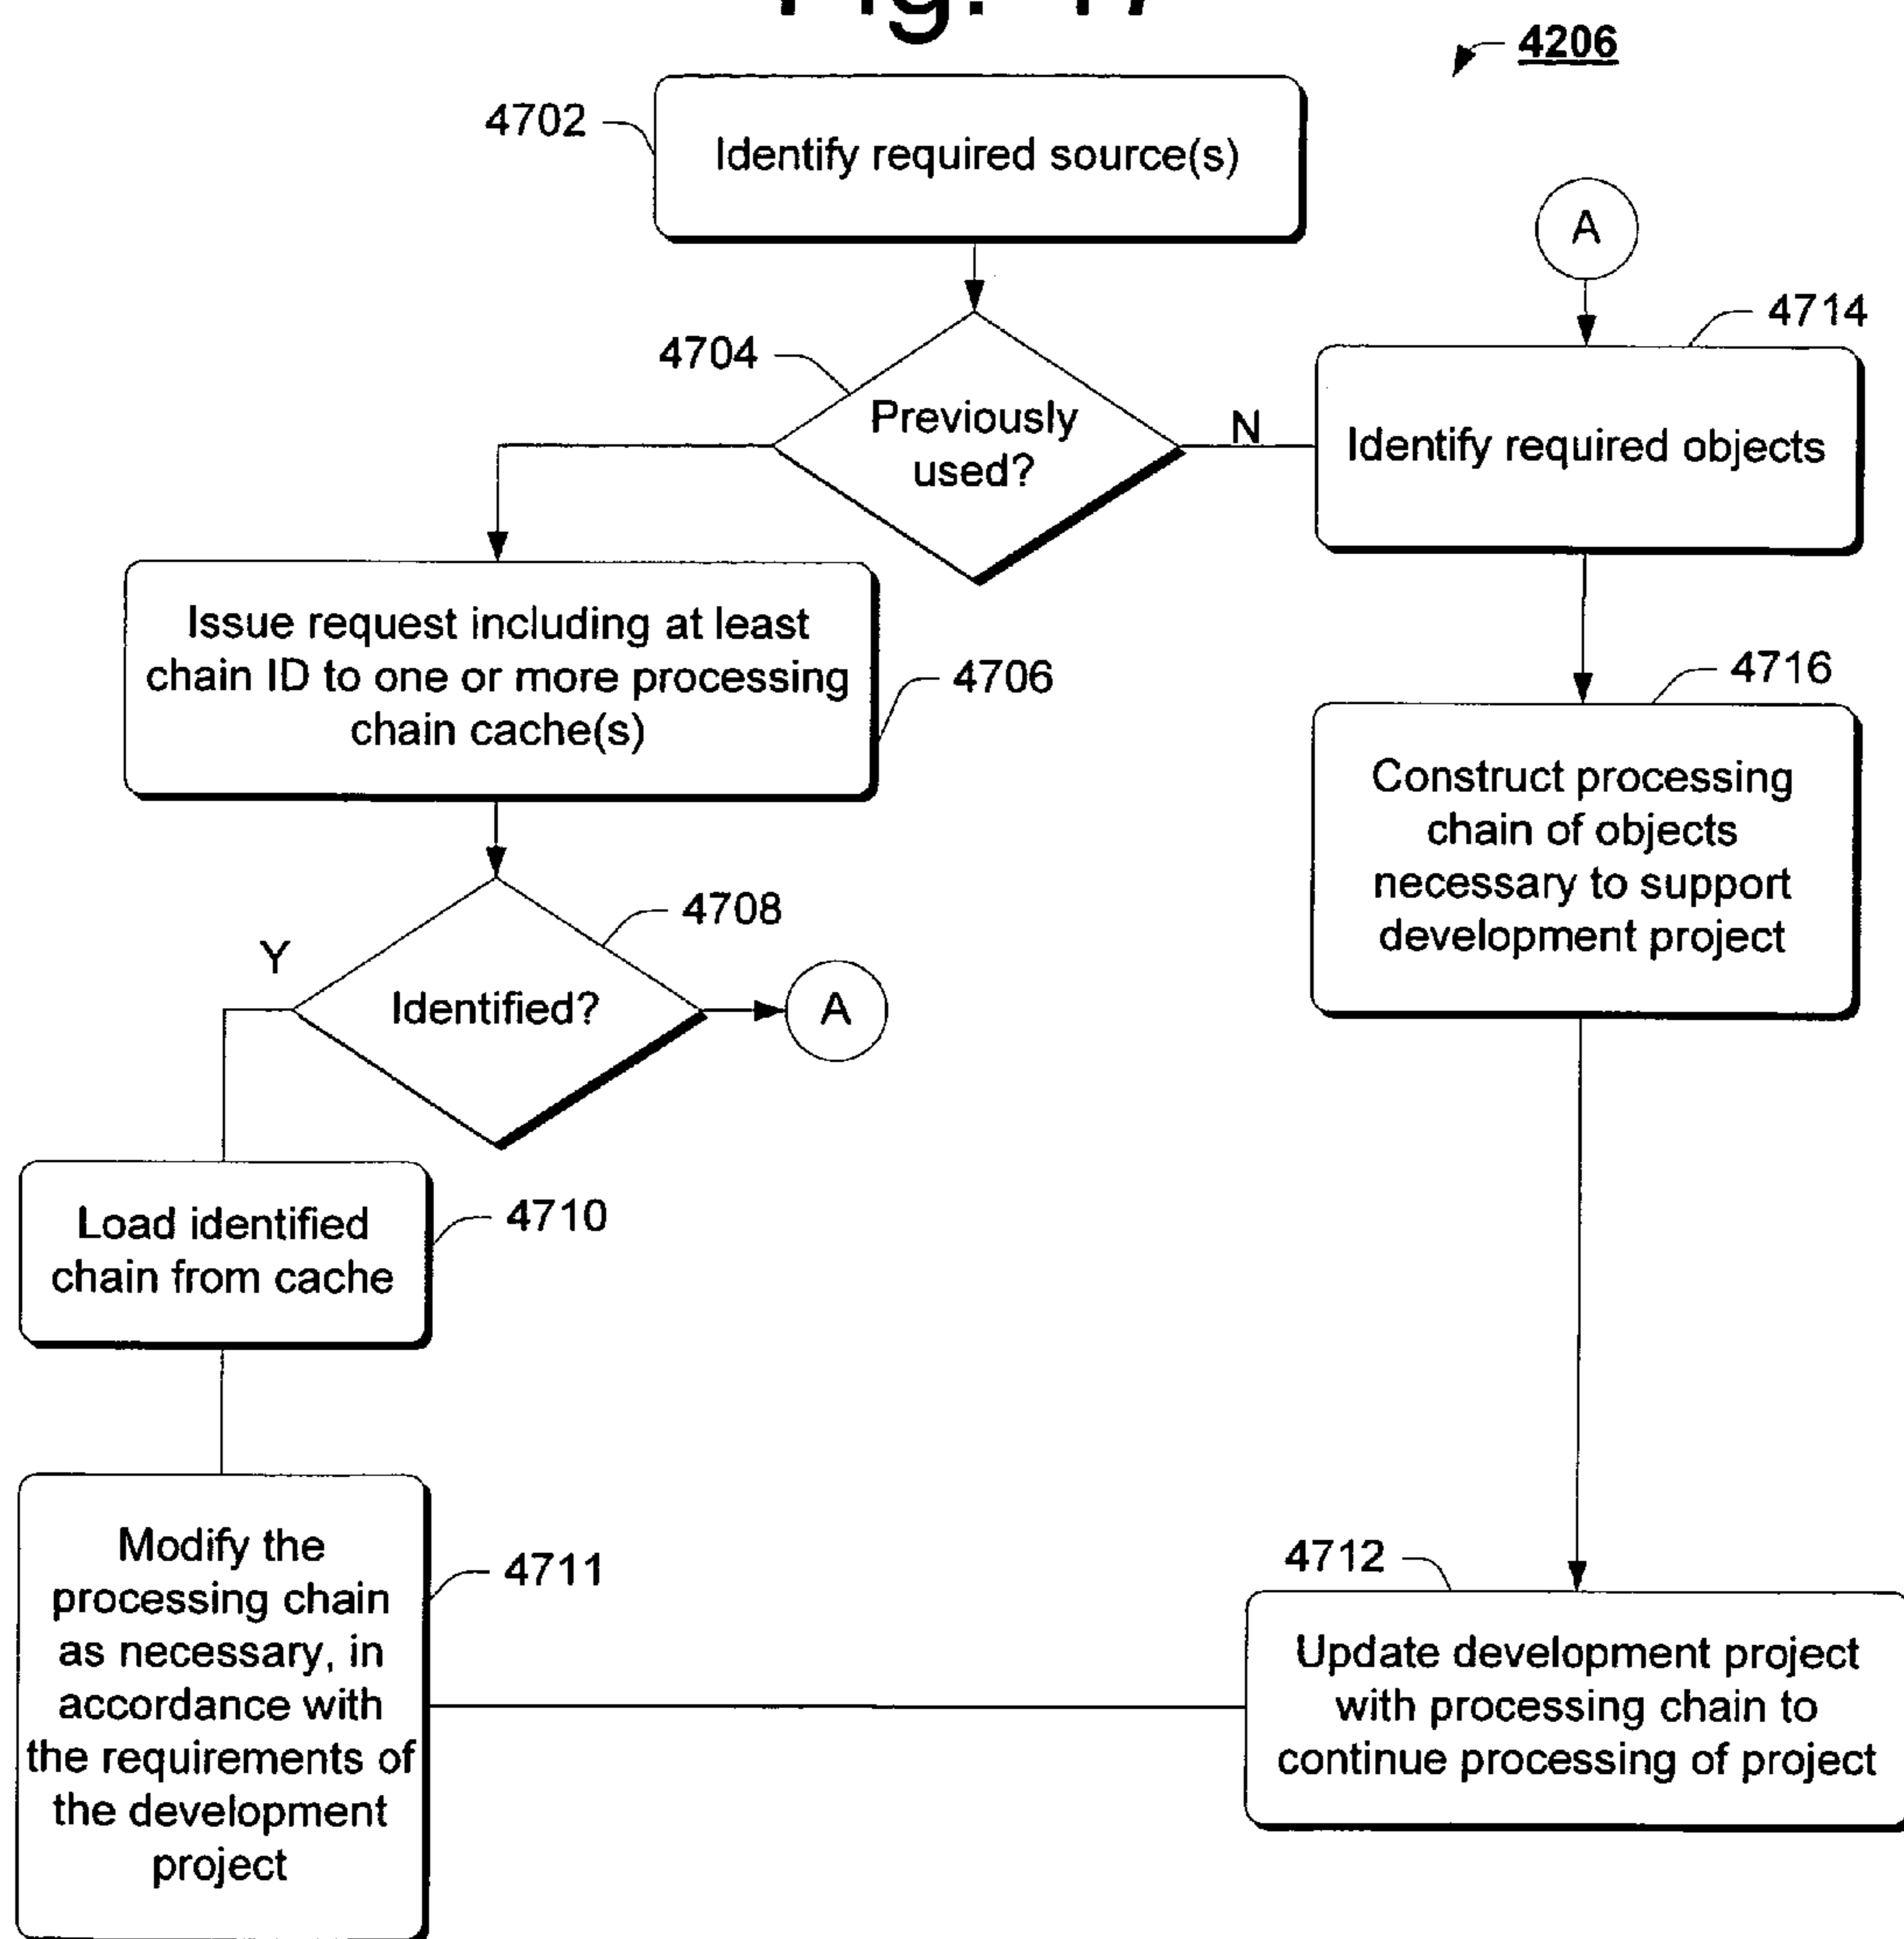 4206
4702
Identify required source(s)
A
4714
4704
Previously
used?
N
Identify required objects
Issue request including at least
chain ID to one or more processing
chain cache(s)
4706
4716
Construct processing
chain of objects
necessary to support
development project
4708
Y
Identified?
A
Load identified
chain from cache
4710
Modify the
processing chain
as necessary, in
accordance with
the requirements of
the development
project
4711
4712
Update development project
with processing chain to
continue processing of project